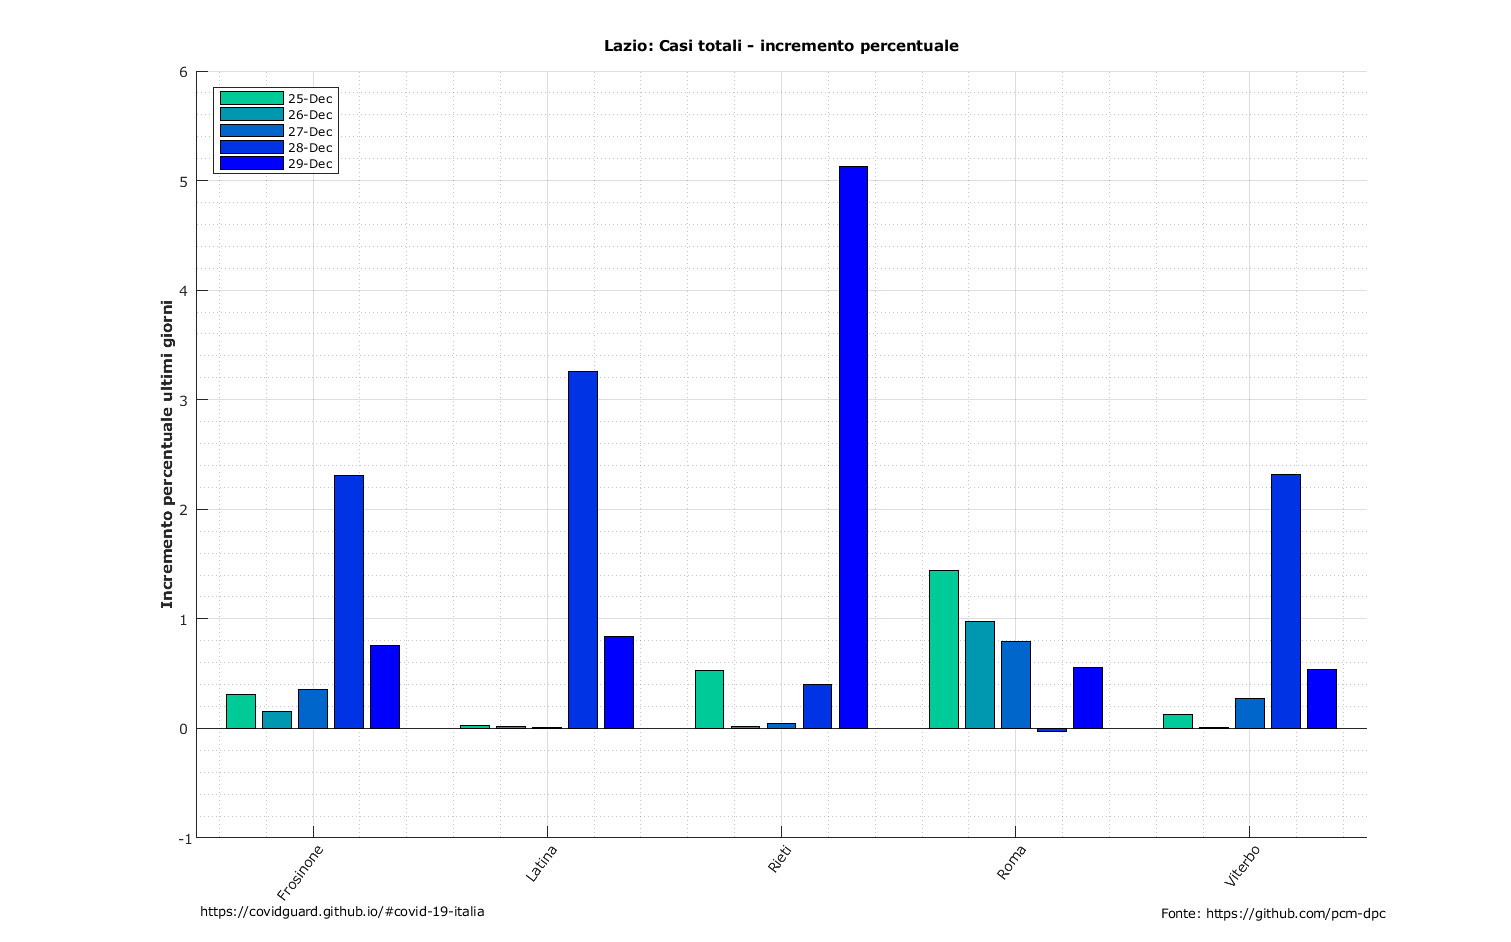 Lazio: Casi totali - incremento percentuale
25-Dec
26-Dec
27-Dec
28-Dec
29-Dec
Incremento percentuale ultimi giorni
6
5
4
3
2
1
0
-1
Frosinone
Latina
Rieti
Roma
Viterbo
https://covidguard.github.io/#covid-19-italia
Fonte: https://github.com/pcm-dpc